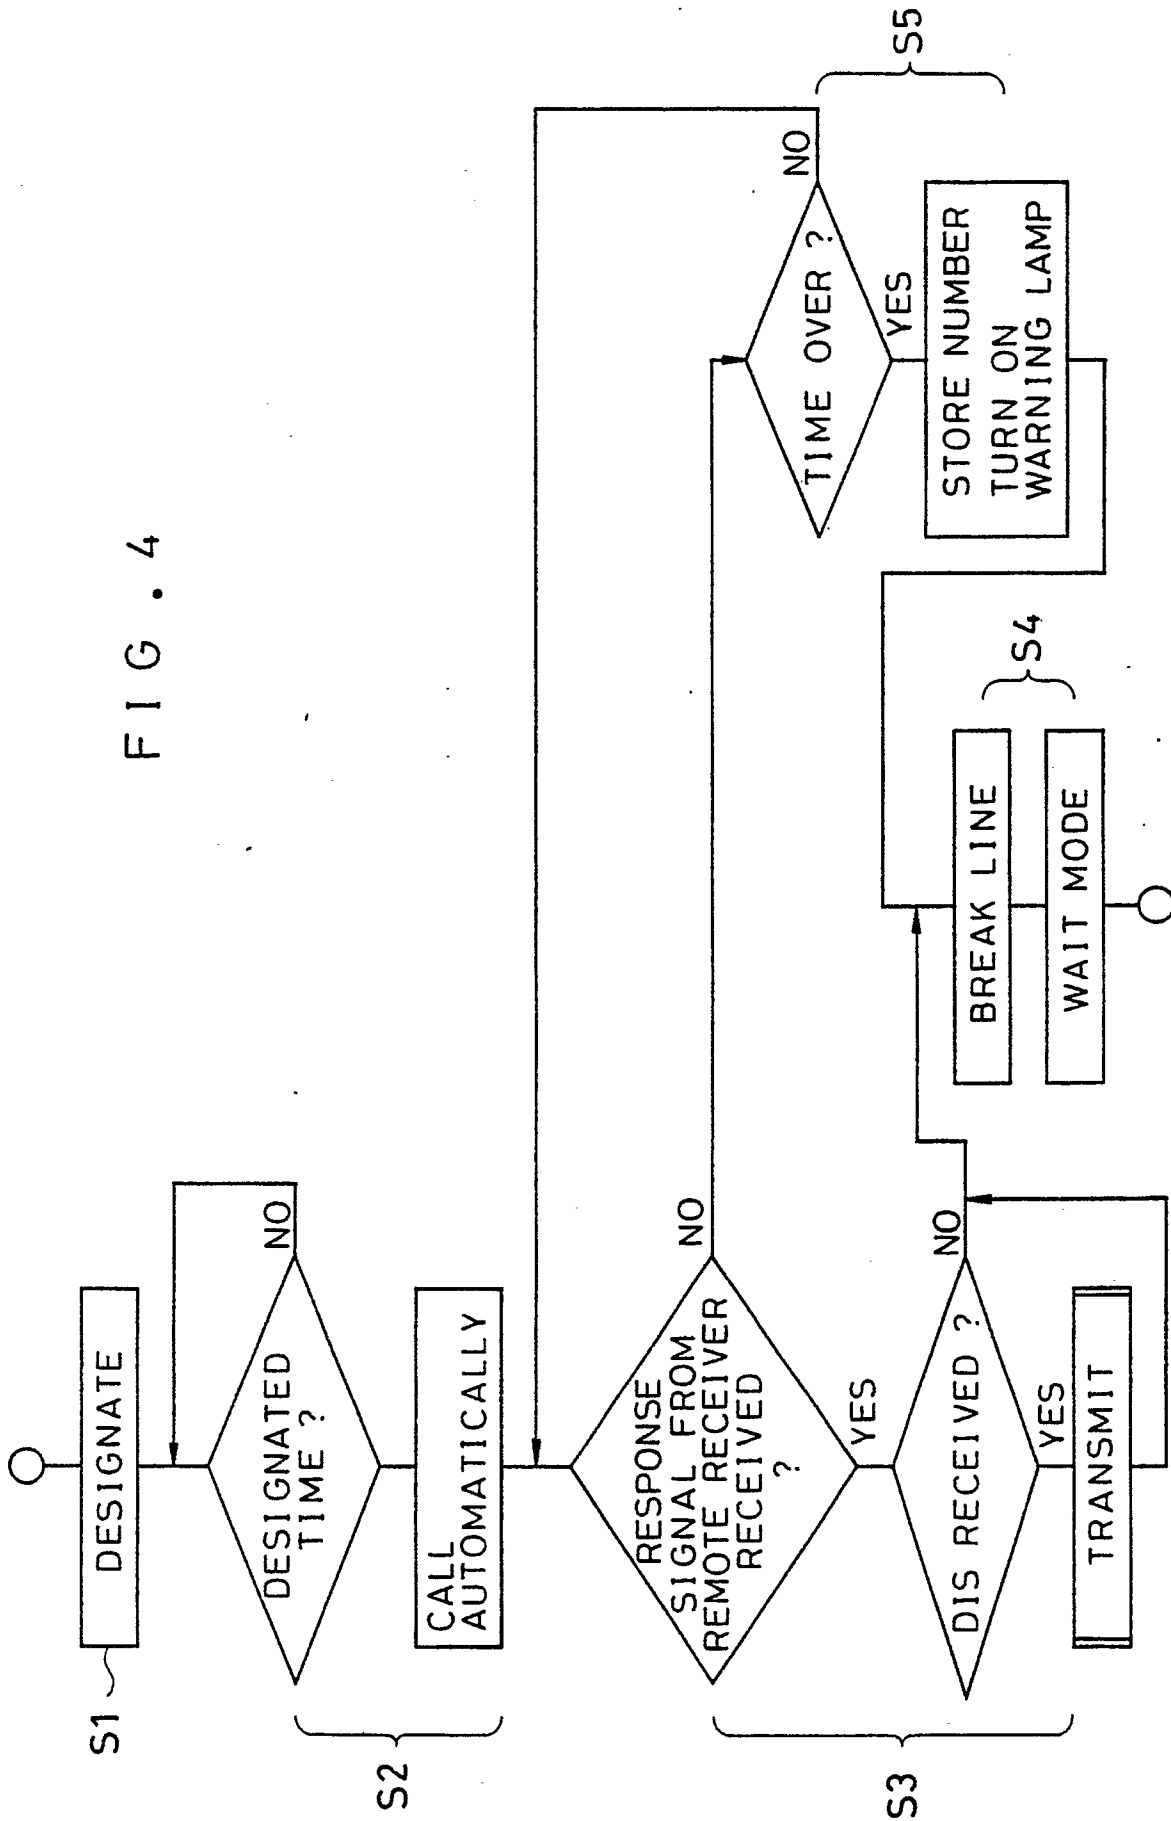 FIG. 4
S1
DESIGNATE
DESIGNATED
TIME ?
NO
S2
CALL
AUTOMATICALLY
RESPONSE
SIGNAL FROM
REMOTE RECEIVER
RECEIVED
?
NO
YES
S3
DIS RECEIVED ?
NO
YES
TRANSMIT
BREAK LINE
WAIT MODE
S4
TIME OVER ?
NO
YES
STORE NUMBER
TURN ON
WARNING LAMP
S5